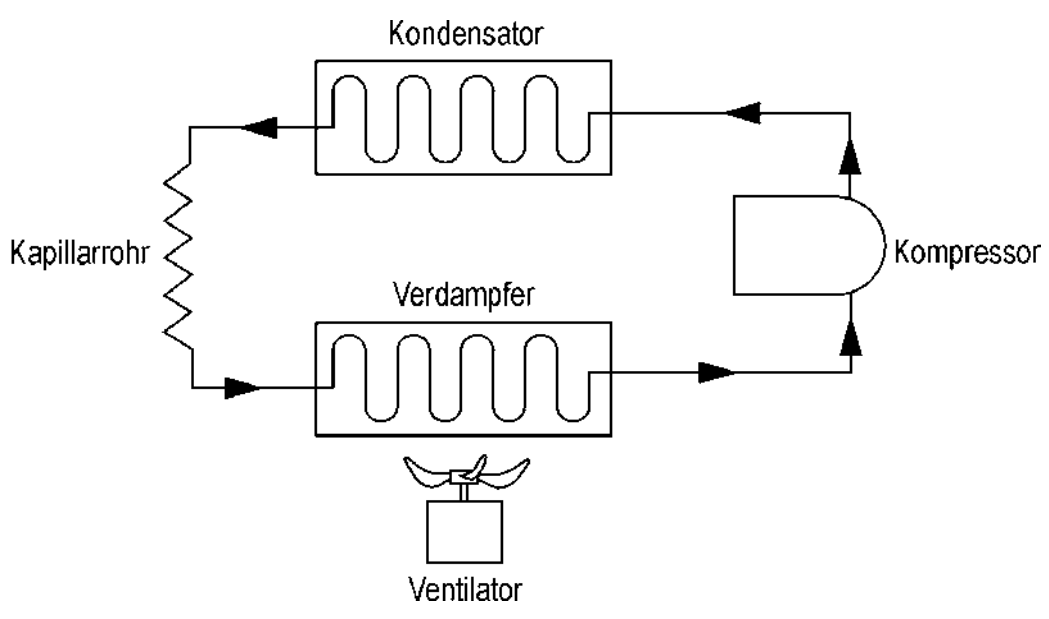 Kondensator
Kapillarrohr
Kompressor
Verdampfer
Ventilator